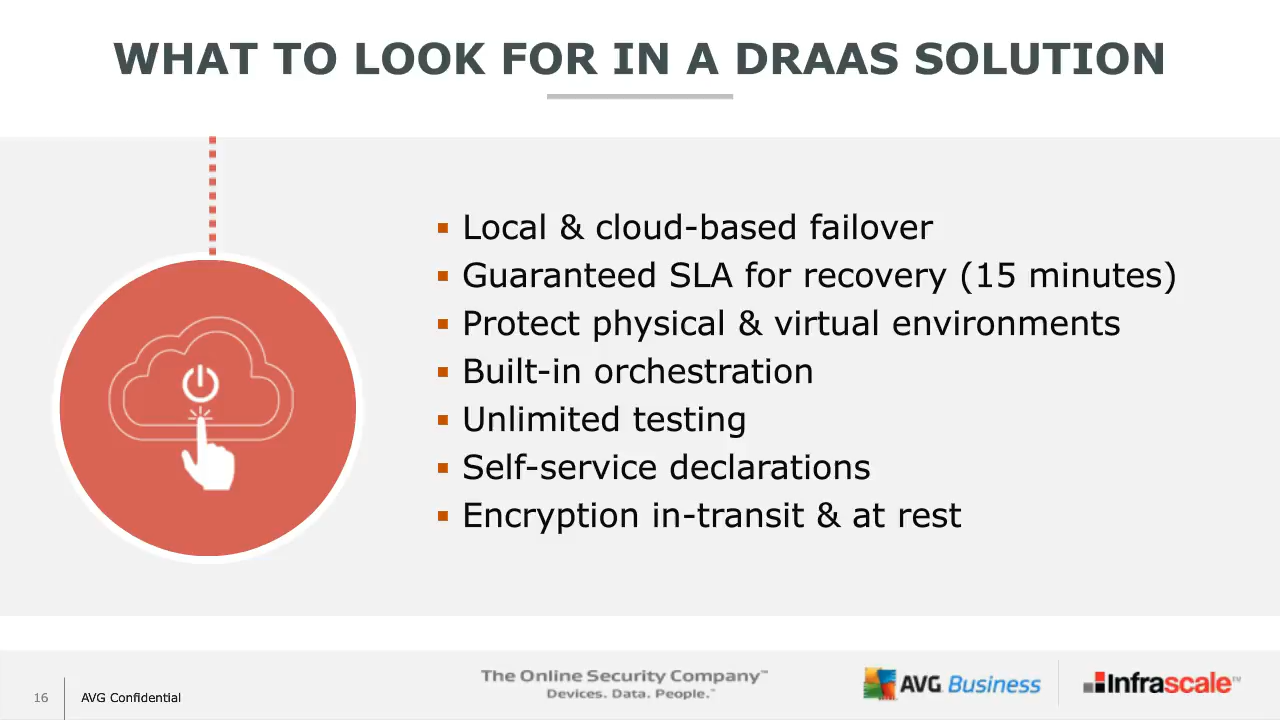 WHAT TO LOOK FOR IN A DRAAS SOLUTION
▪ Local & cloud-based failover
▪ Guaranteed SLA for recovery (15 minutes)
▪ Protect physical & virtual environments
▪ Built-in orchestration
▪ Unlimited testing
▪ Self-service declarations
▪ Encryption in-transit & at rest
16
AVG Confidential
The Online Security Company™
Devices. Data. People.™
AVG Business
Infrascale™